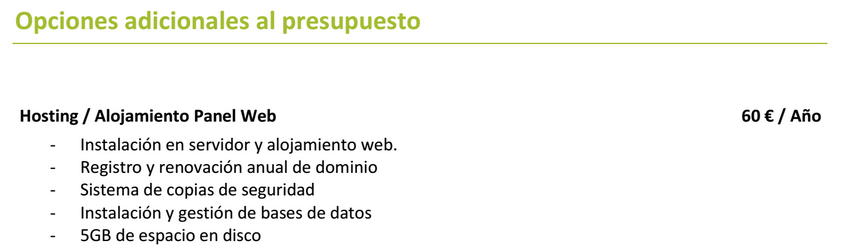 Opciones adicionales al presupuesto
Hosting / Alojamiento Panel Web 60 € / Año
- Instalación en servidor y alojamiento web.
- Registro y renovación anual de dominio
- Sistema de copias de seguridad
- Instalación y gestión de bases de datos
- 5GB de espacio en disco